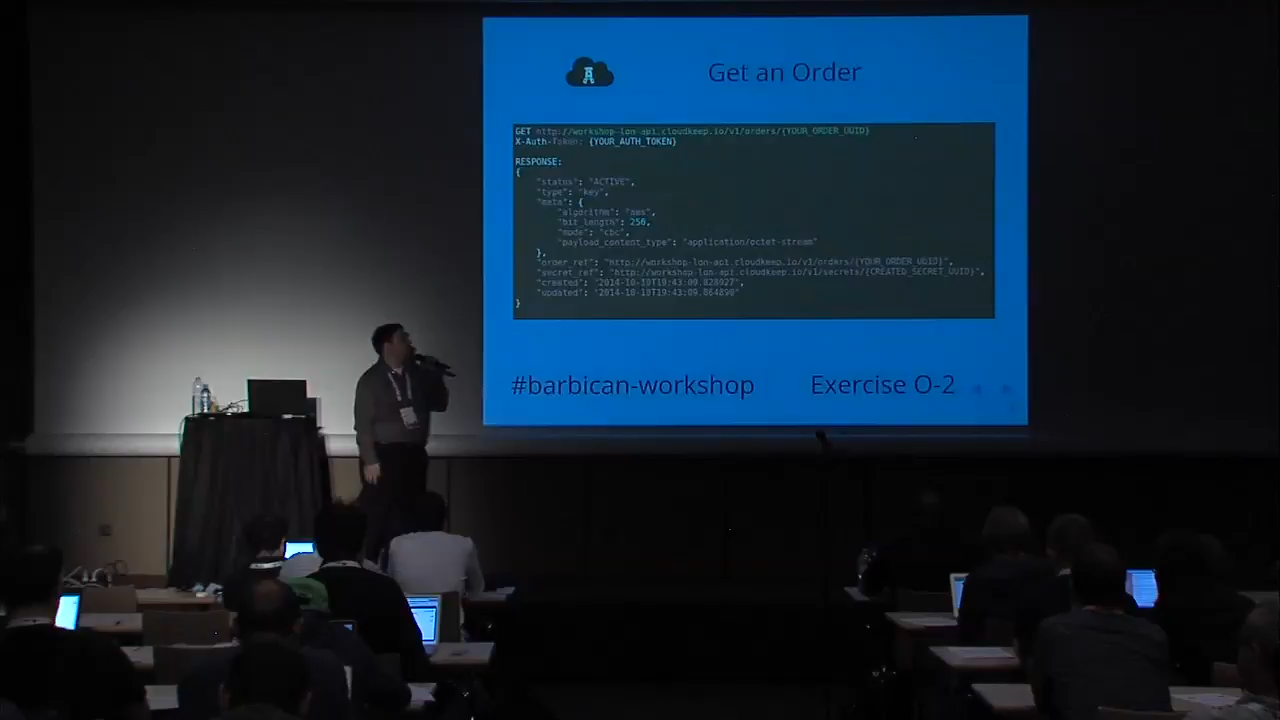 Get an Order
GET http://workshop-lon-api.cloudkeep.io/v1/orders/{YOUR_ORDER_UUID}
X-Auth-Token: {YOUR_AUTH_TOKEN}
RESPONSE:
{
"status": "ACTIVE",
"type": "key",
"meta": {
"algorithm": "aes",
"bit_length": 256,
"mode": "cbc",
"payload_content_type": "application/octet-stream"
},
"order_ref": "http://workshop-lon-api.cloudkeep.io/v1/orders/{YOUR_ORDER_UUID}",
"secret_ref": "http://workshop-lon-api.cloudkeep.io/v1/secrets/{CREATED_SECRET_UUID}",
"created":
"updated":
}
#barbican-workshop Exercise O-2